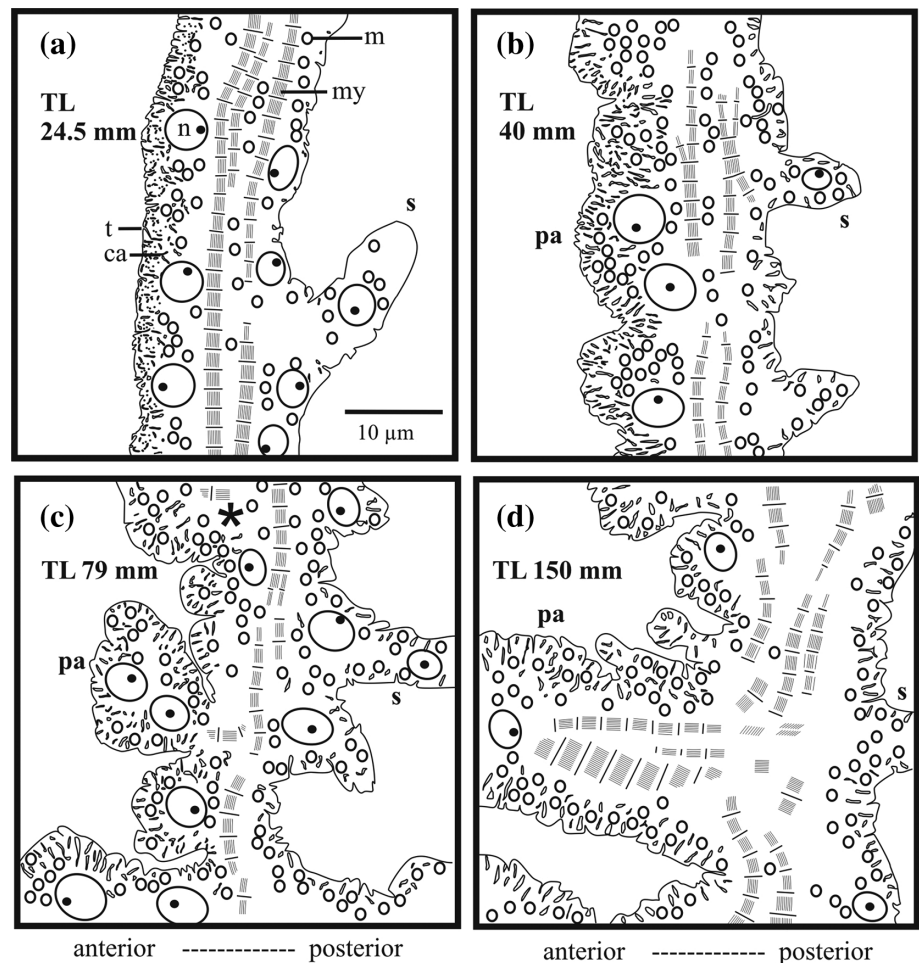 (a)
TL
24.5 mm
m
my
n
s
t
ca
10 µm
(b)
TL
40 mm
pa
s
(c)
TL 79 mm
*
pa
s
(d)
TL 150 mm
pa
s
anterior ------------ posterior
anterior ------------ posterior